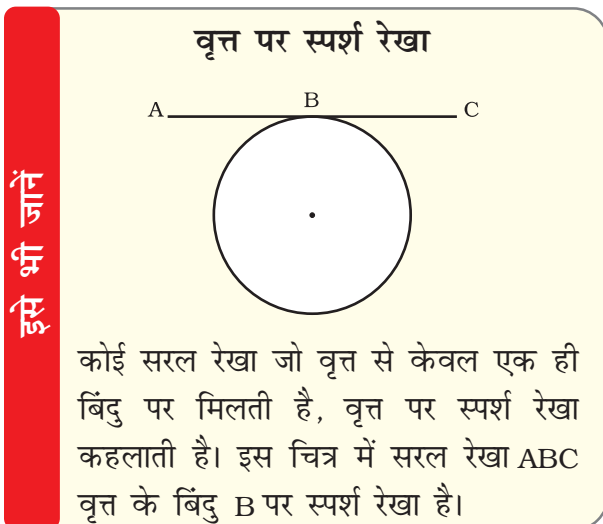 इसे भी जानें
वृत्त पर स्पर्श रेखा
A B C
कोई सरल रेखा जो वृत्त से केवल एक ही
बिंदु पर मिलती है, वृत्त पर स्पर्श रेखा
कहलाती है। इस चित्र में सरल रेखा ABC
वृत्त के बिंदु B पर स्पर्श रेखा है।